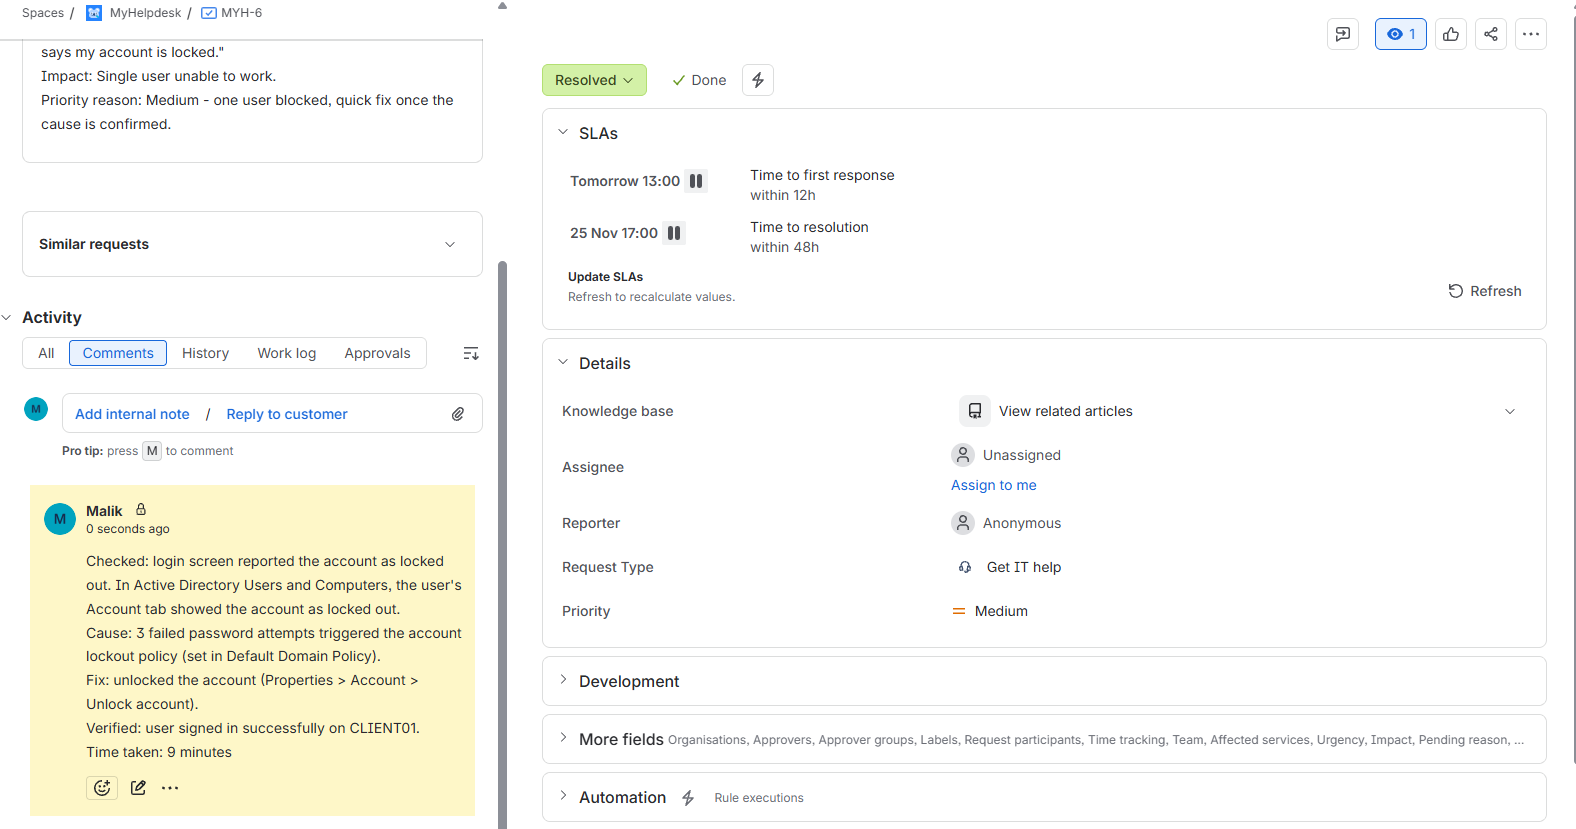 Spaces / MyHelpdesk / MYH-6
says my account is locked."
Impact: Single user unable to work.
Priority reason: Medium - one user blocked, quick fix once the
cause is confirmed.
Similar requests
Activity
All Comments History Work log Approvals
M
Add internal note / Reply to customer
Pro tip: press M to comment
M
Malik
0 seconds ago
Checked: login screen reported the account as locked
out. In Active Directory Users and Computers, the user's
Account tab showed the account as locked out.
Cause: 3 failed password attempts triggered the account
lockout policy (set in Default Domain Policy).
Fix: unlocked the account (Properties > Account >
Unlock account).
Verified: user signed in successfully on CLIENT01.
Time taken: 9 minutes
1
Resolved Done
SLAs
Tomorrow 13:00 Time to first response
within 12h
25 Nov 17:00 Time to resolution
within 48h
Update SLAs
Refresh to recalculate values.
Refresh
Details
Knowledge base View related articles
Assignee Unassigned
Assign to me
Reporter Anonymous
Request Type Get IT help
Priority Medium
Development
More fields Organisations, Approvers, Approver groups, Labels, Request participants, Time tracking, Team, Affected services, Urgency, Impact, Pending reason, ...
Automation Rule executions